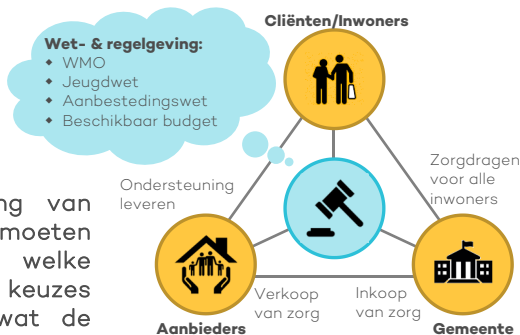 Cliënten/Inwoners
Wet- & regelgeving:
WMO
Jeugdwet
Aanbestedingswet
Beschikbaar budget
Ondersteuning
leveren
Zorgdragen
voor alle
inwoners
ng van
moeten
welke
keuzes
wat de
Verkoop
van zorg
Inkoop
van zorg
Aanbieders
Gemeente